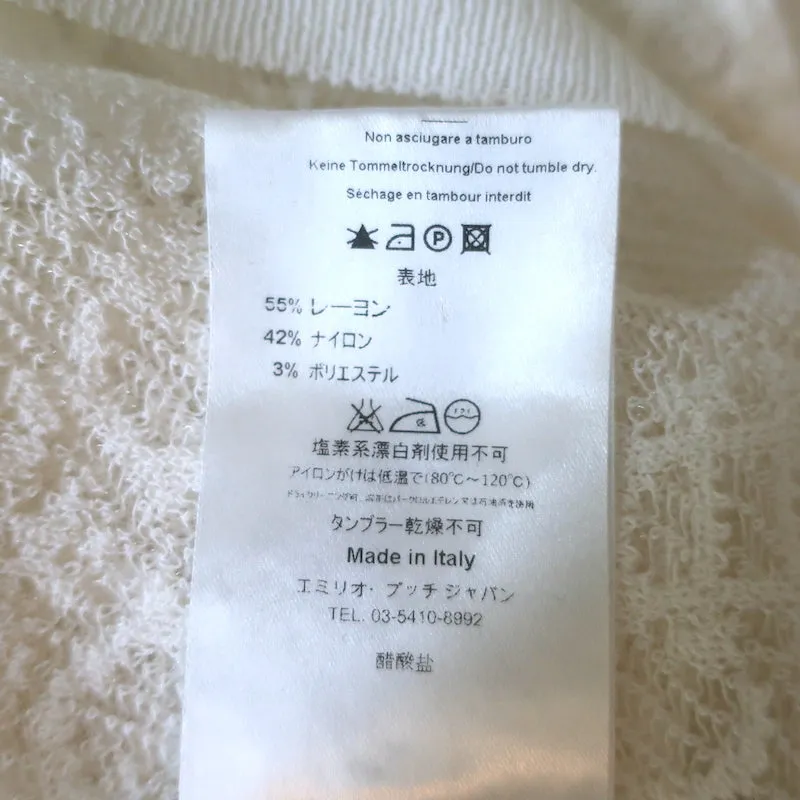 Non asciugare a tamburo
Keine Tommeltrocknung/Do not tumble dry.
Séchage en tambour interdit
P
表地
55% レーヨン
42% ナイロン
3% ポリエステル
塩素系漂白剤使用不可
アイロンがけは低温で(80℃〜120℃)
タンブラー乾燥不可
Made in Italy
エミリオ・プッチ ジャパン
TEL. 03-5410-8992
醋酸盐